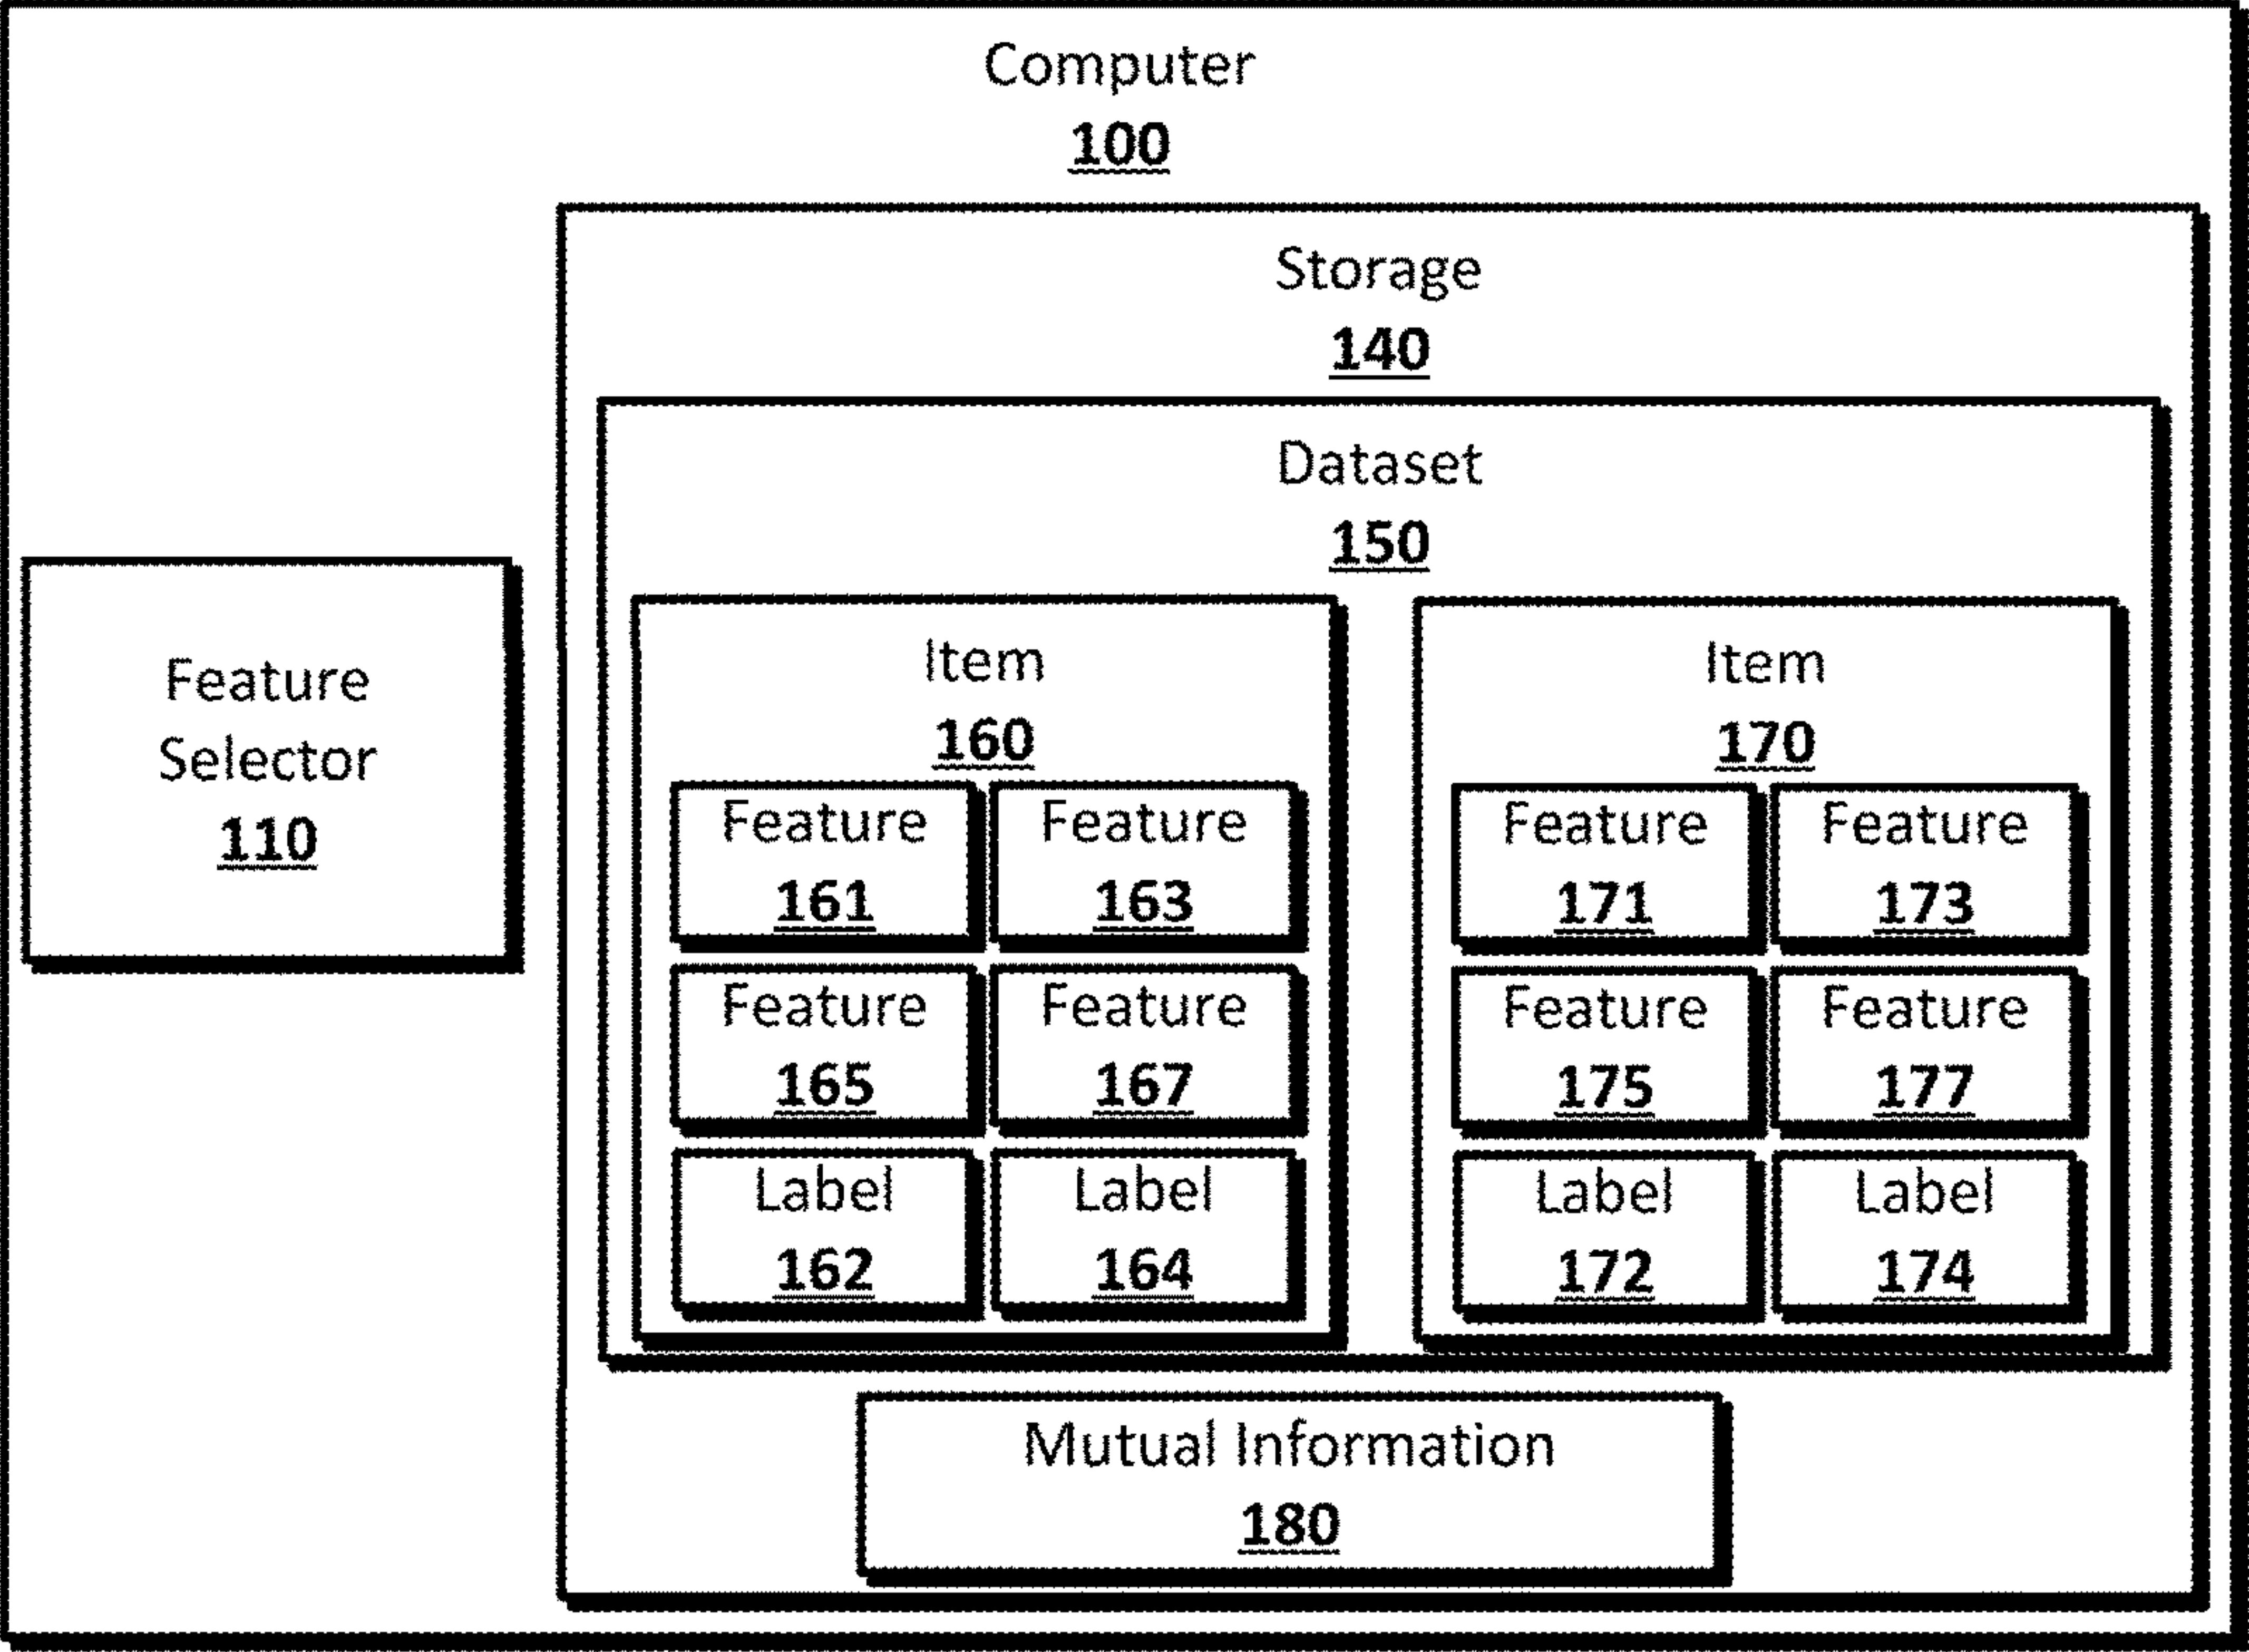 Computer
100
Storage
140
Dataset
150
Feature
Selector
110
Item
160
Feature
161
Feature
163
Feature
165
Feature
167
Label
162
Label
164
Item
170
Feature
171
Feature
173
Feature
175
Feature
177
Label
172
Label
174
Mutual Information
180